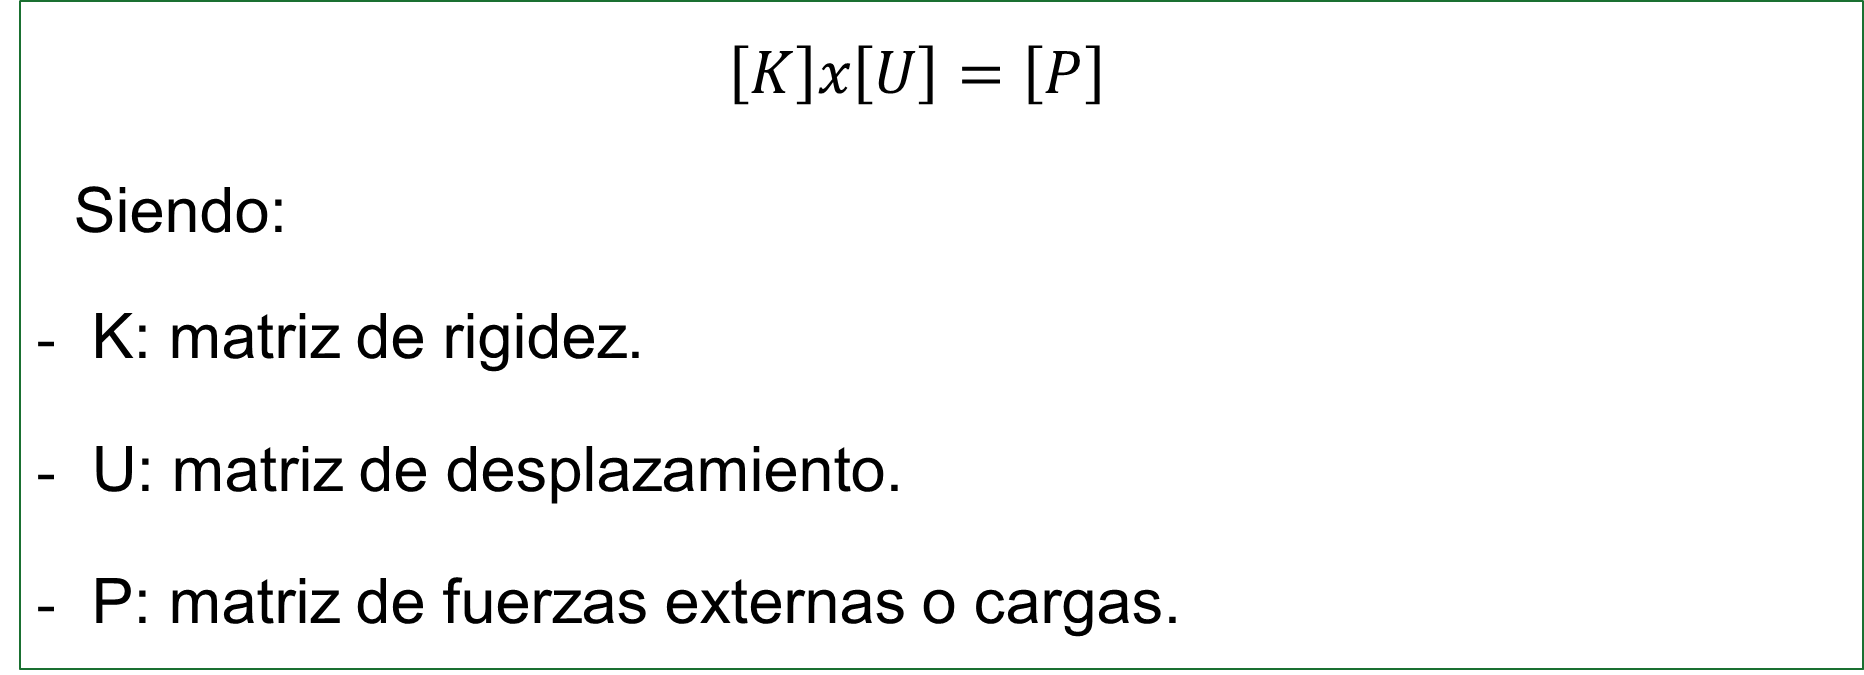 [K]x[U] = [P]
Siendo:
- K: matriz de rigidez.
- U: matriz de desplazamiento.
- P: matriz de fuerzas externas o cargas.